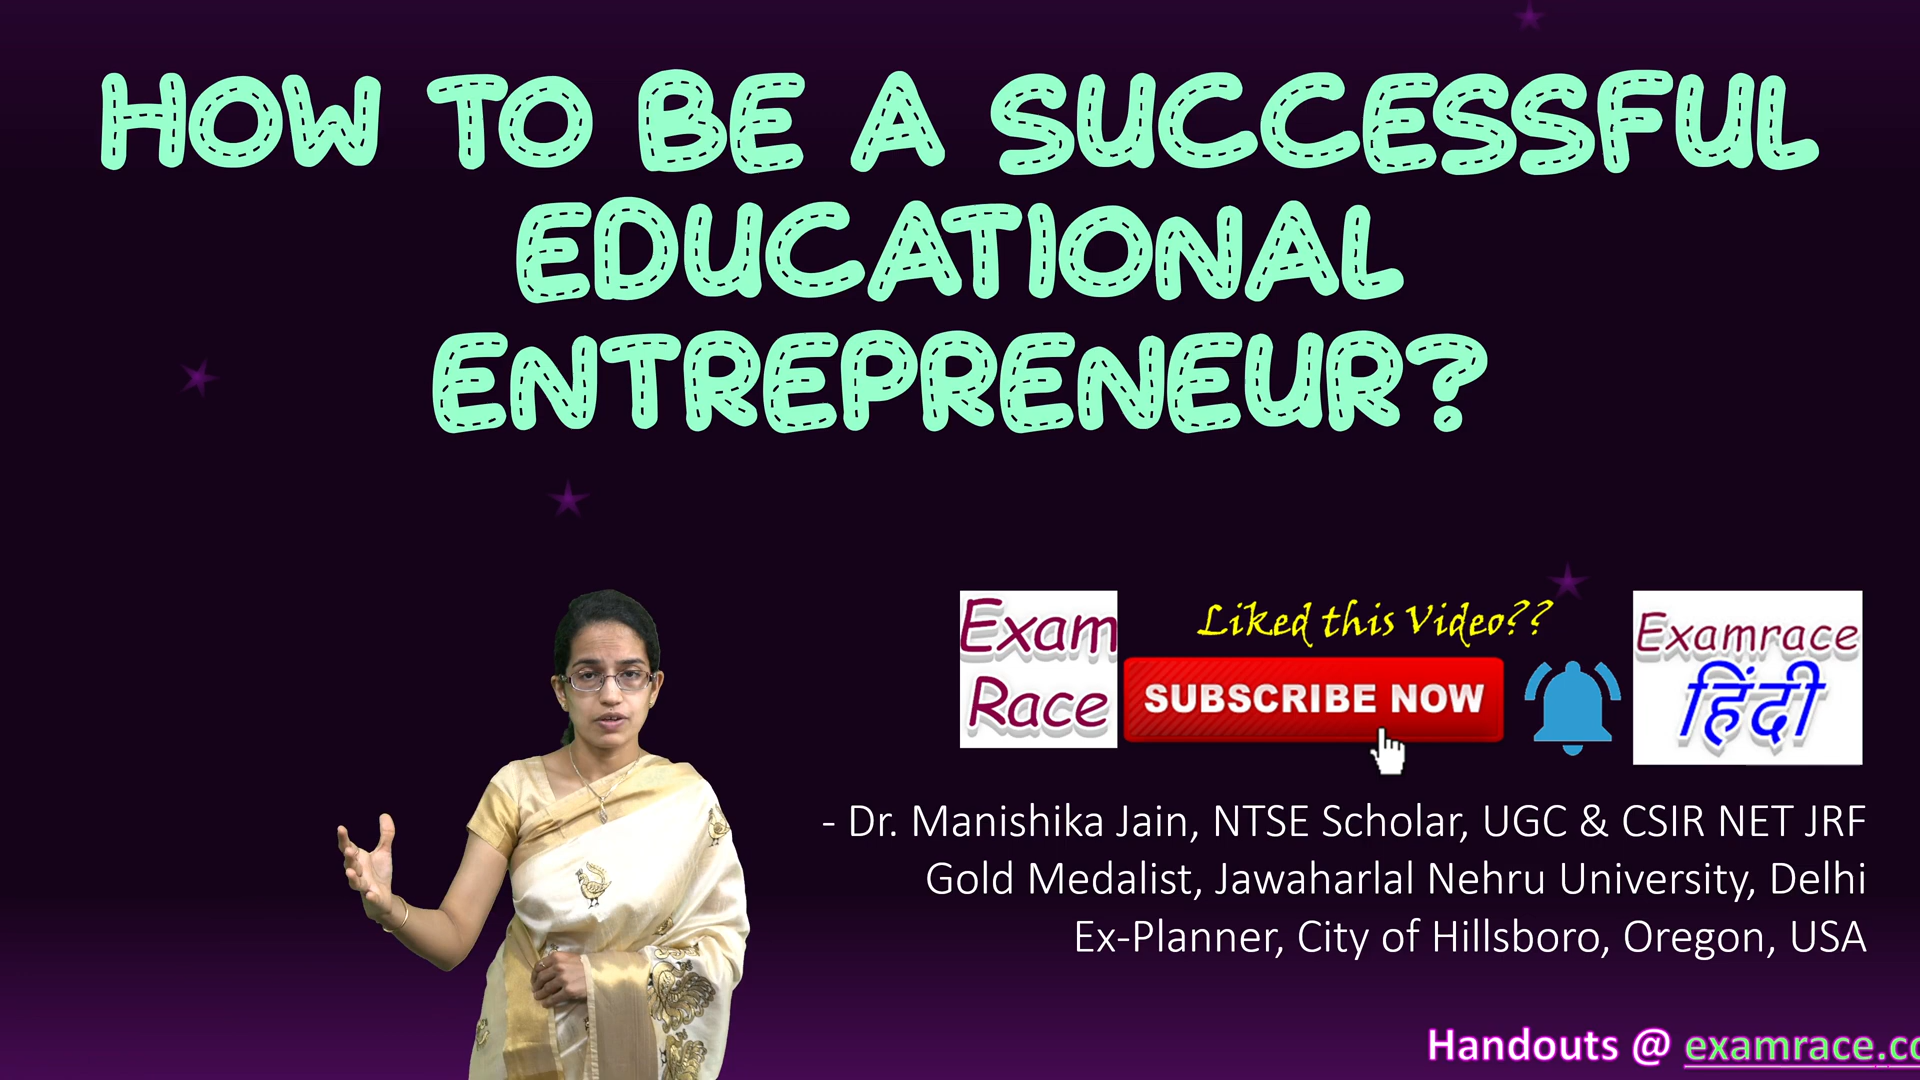 HOW TO BE A SUCCESSFUL
EDUCATIONAL
ENTREPRENEUR?
Exam
Race
Liked this Video??
SUBSCRIBE NOW
Examrace
हिंदी
- Dr. Manishika Jain, NTSE Scholar, UGC & CSIR NET JRF
Gold Medalist, Jawaharlal Nehru University, Delhi
Ex-Planner, City of Hillsboro, Oregon, USA
Handouts @ examrace.co